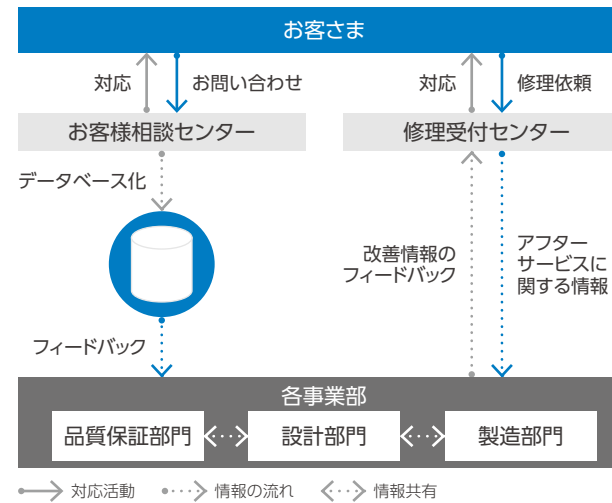 お客さま
対応
お問い合わせ
対応
修理依頼
お客様相談センター
修理受付センター
データベース化
改善情報の
フィードバック
アフター
サービスに
関する情報
フィードバック
各事業部
品質保証部門
設計部門
製造部門
対応活動
情報の流れ
情報共有